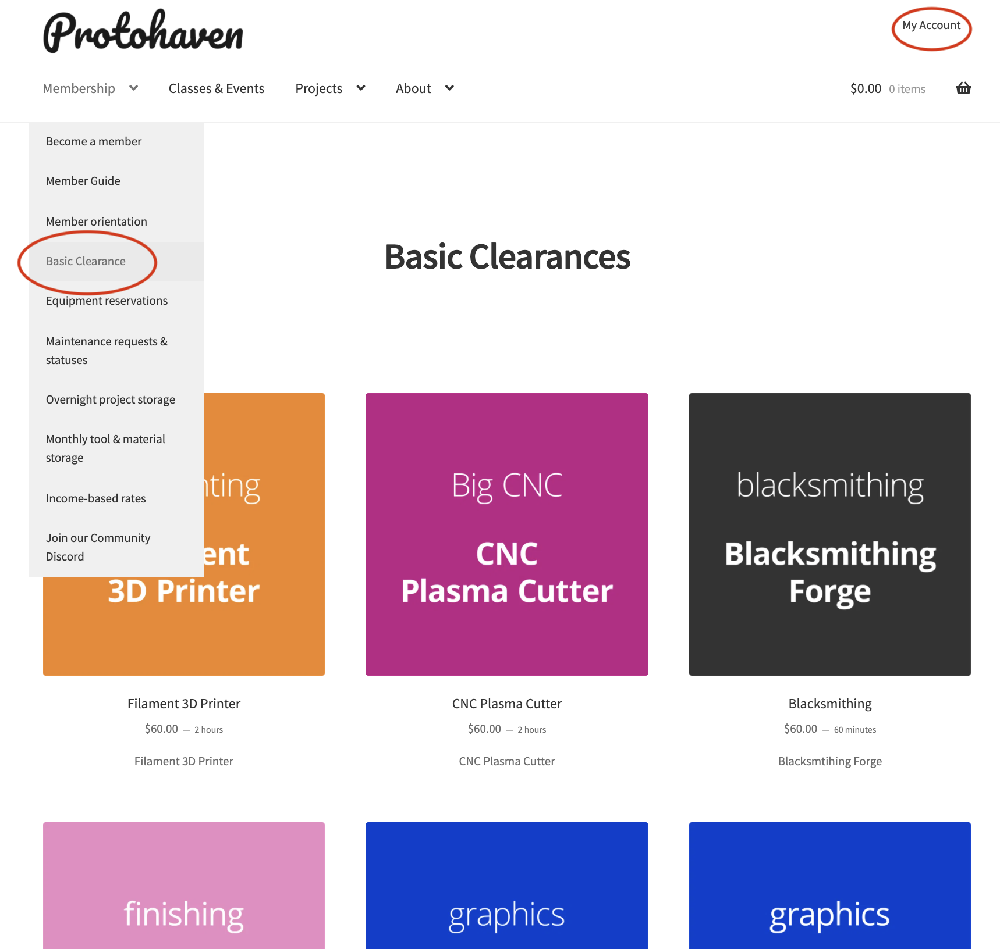 Protohaven
My Account
Membership
Classes & Events
Projects
About
$0.00 0 items
Become a member
Member Guide
Member orientation
Basic Clearance
Equipment reservations
Maintenance requests &
statuses
Overnight project storage
Monthly tool & material
storage
Income-based rates
Join our Community
Discord
Basic Clearances
nting
ent
3D Printer
Big CNC
CNC
Plasma Cutter
blacksmithing
Blacksmithing
Forge
Filament 3D Printer
$60.00 — 2 hours
Filament 3D Printer
CNC Plasma Cutter
$60.00 — 2 hours
CNC Plasma Cutter
Blacksmithing
$60.00 — 60 minutes
Blacksmtihing Forge
finishing
graphics
graphics